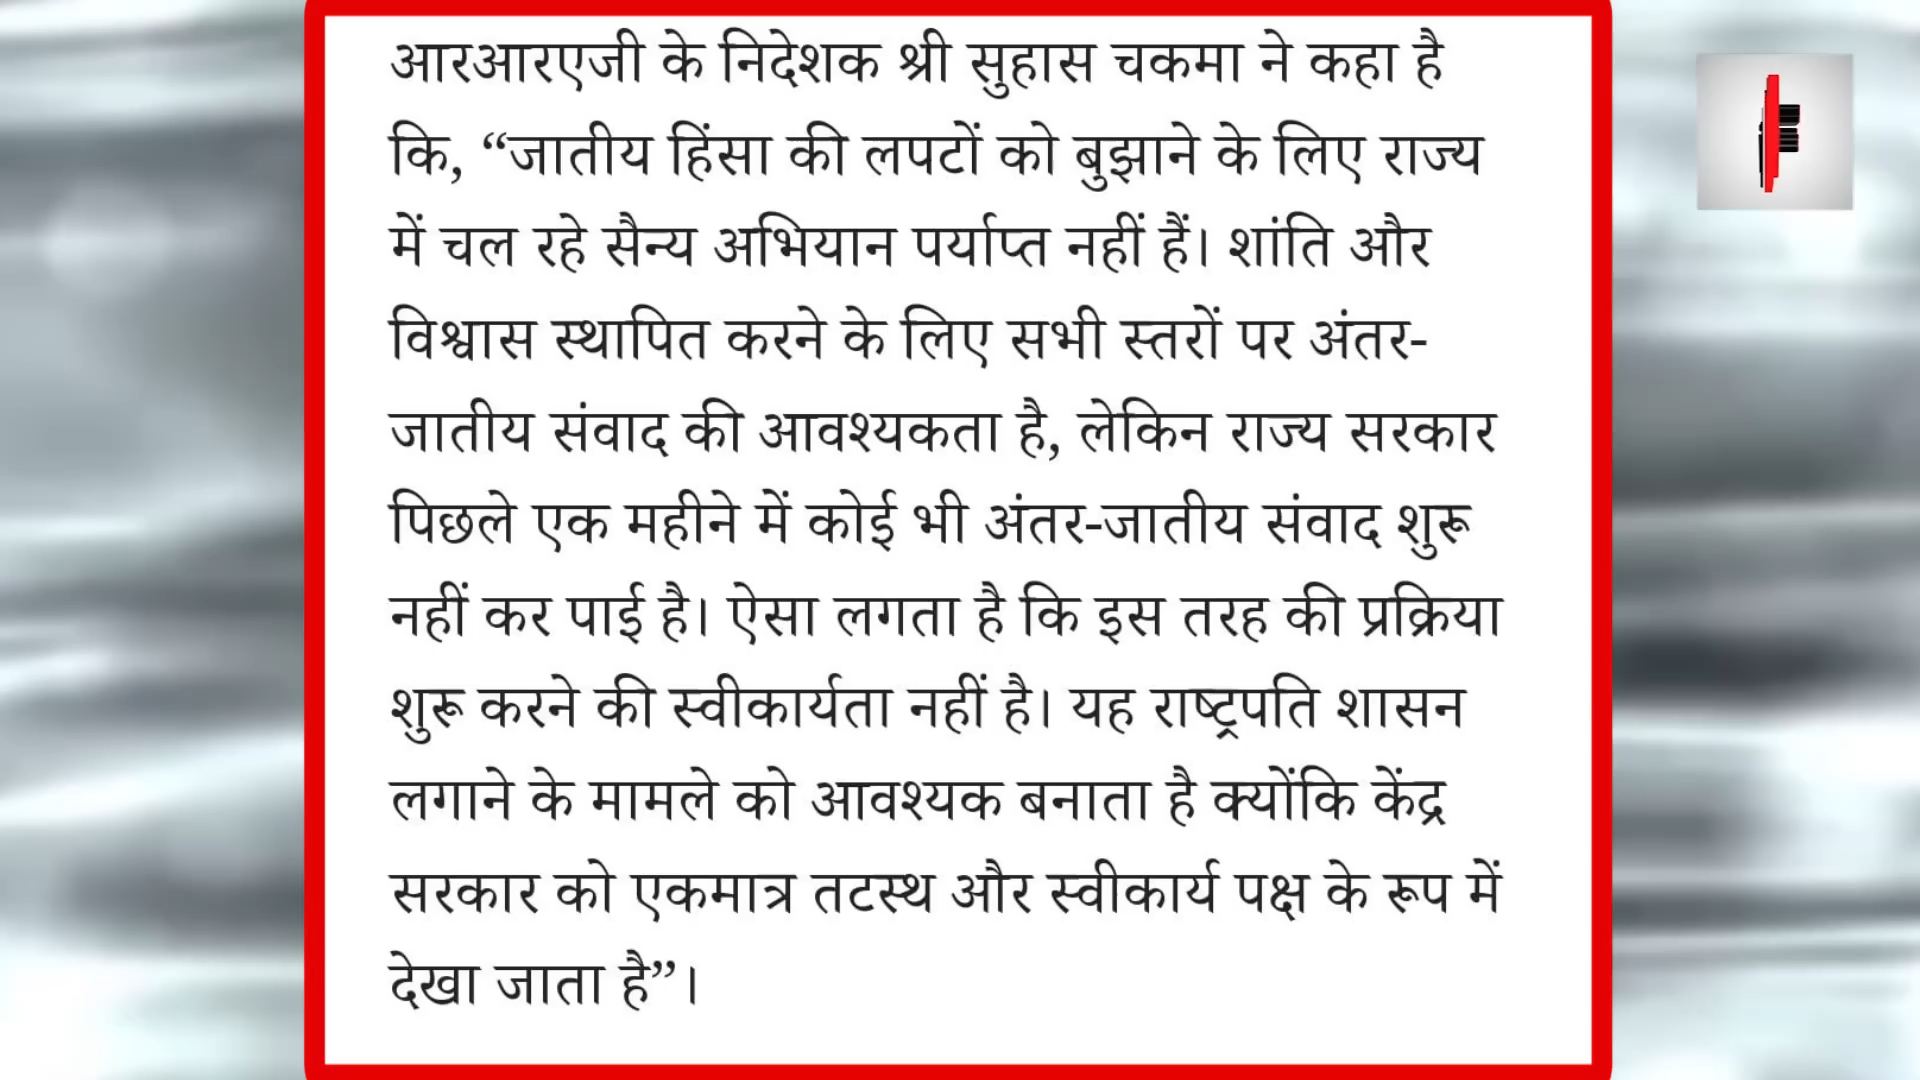 आरआरएजी के निदेशक श्री सुहास चकमा ने कहा है
कि, “जातीय हिंसा की लपटों को बुझाने के लिए राज्य
में चल रहे सैन्य अभियान पर्याप्त नहीं हैं। शांति और
विश्वास स्थापित करने के लिए सभी स्तरों पर अंतर-
जातीय संवाद की आवश्यकता है, लेकिन राज्य सरकार
पिछले एक महीने में कोई भी अंतर-जातीय संवाद शुरू
नहीं कर पाई है। ऐसा लगता है कि इस तरह की प्रक्रिया
शुरू करने की स्वीकार्यता नहीं है। यह राष्ट्रपति शासन
लगाने के मामले को आवश्यक बनाता है क्योंकि केंद्र
सरकार को एकमात्र तटस्थ और स्वीकार्य पक्ष के रूप में
देखा जाता है”।